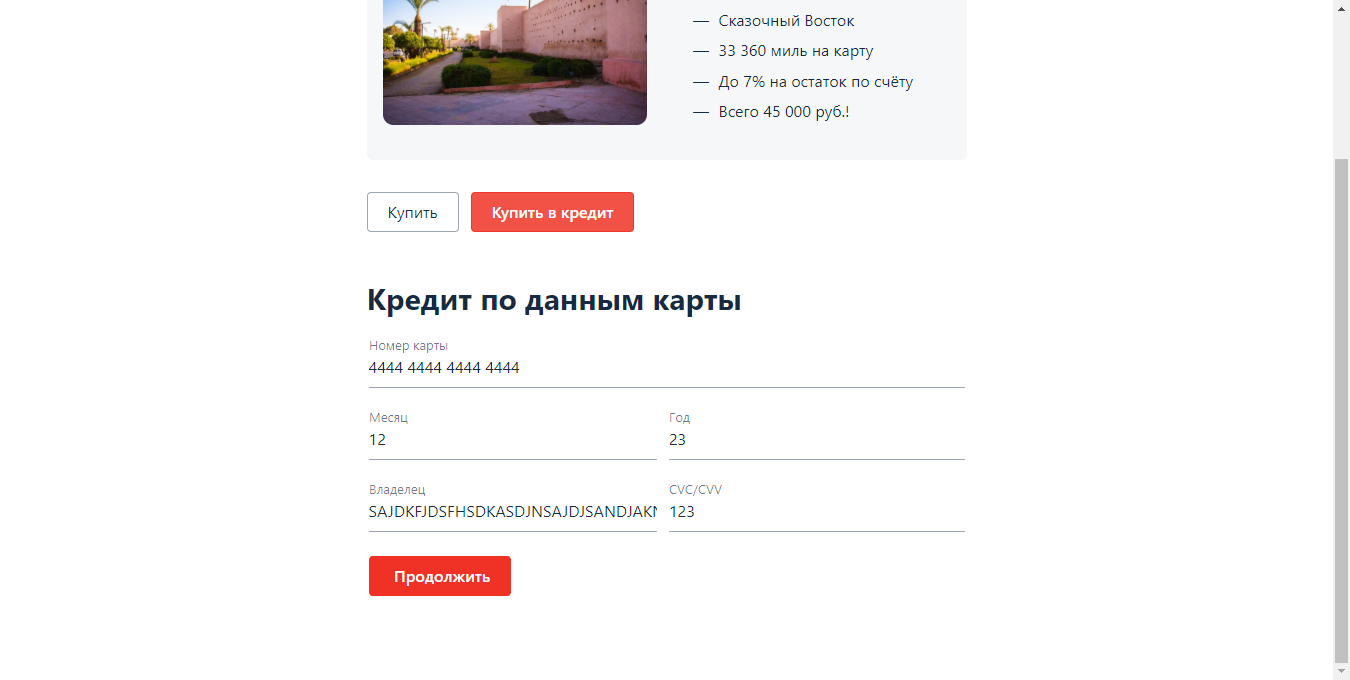 — Сказочный Восток
— 33 360 миль на карту
— До 7% на остаток по счёту
— Всего 45 000 руб.!
Купить Купить в кредит
Кредит по данным карты
Номер карты
4444 4444 4444 4444
Месяц Год
12 23
Владелец CVC/CVV
SAJDKFJDSFHSDKASDJNSAJDJSANDJAKN 123
Продолжить